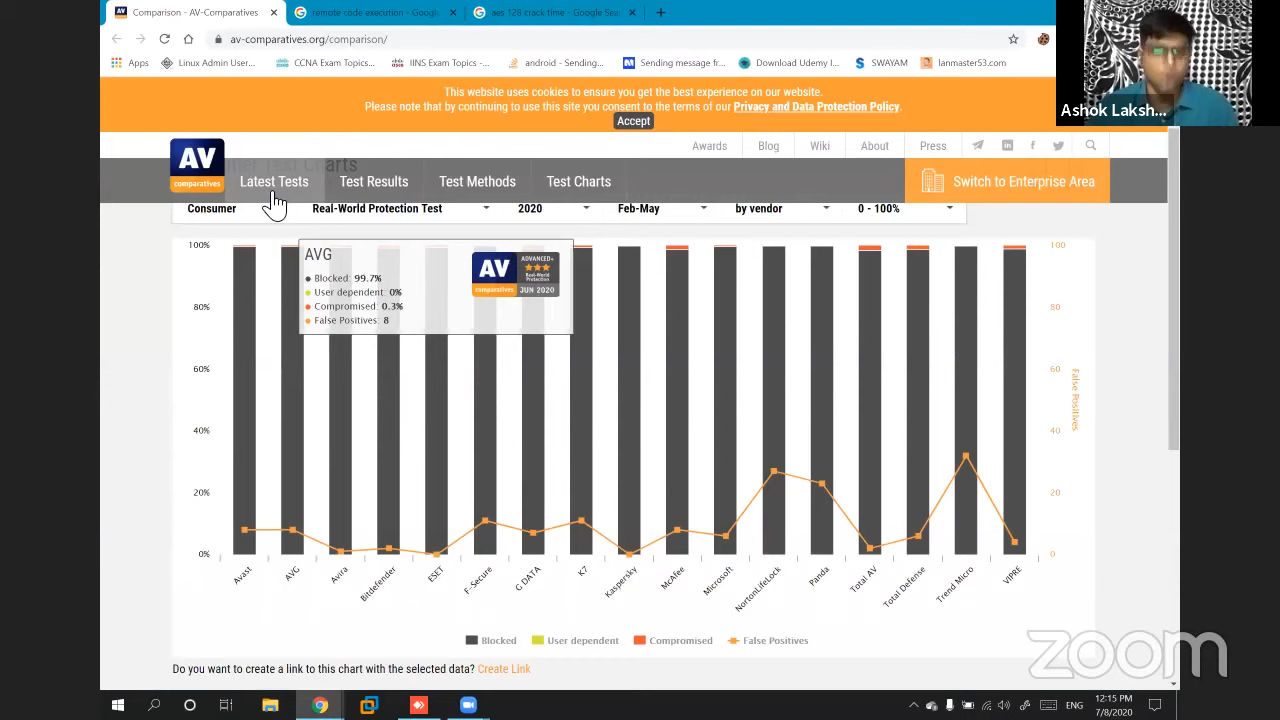 Comparison - AV-Comparatives
remote code execution - Google
aes 128 crack time - Google Sea
av-comparatives.org/comparison/
Apps
Linux Admin User...
CCNA Exam Topics...
IINS Exam Topics -...
android - Sending...
Sending message fr...
Download Udemy I...
SWAYAM
lanmaster53.com
Ashok Laksh...
This website uses cookies to ensure you get the best experience on our website.
Please note that by continuing to use this site you consent to the terms of our Privacy and Data Protection Policy.
Accept
Awards
Blog
Wiki
About
Press
AV
comparatives
Test Charts
Latest Tests
Test Results
Test Methods
Test Charts
Switch to Enterprise Area
Consumer
Real-World Protection Test
2020
Feb-May
by vendor
0 - 100%
100%
80%
60%
40%
20%
0%
AVG
Blocked: 99.7%
User dependent: 0%
Compromised: 0.3%
False Positives: 8
AV
comparatives
ADVANCED+
Real-World
Protection
JUN 2020
100
80
60
40
20
0
False Positives
Avast
AVG
Avira
Bitdefender
ESET
F-Secure
G DATA
K7
Kaspersky
McAfee
Microsoft
NortonLifeLock
Panda
Total AV
Total Defense
Trend Micro
VIPRE
Blocked
User dependent
Compromised
False Positives
Do you want to create a link to this chart with the selected data? Create Link
zoom
ENG
12:15 PM
7/8/2020